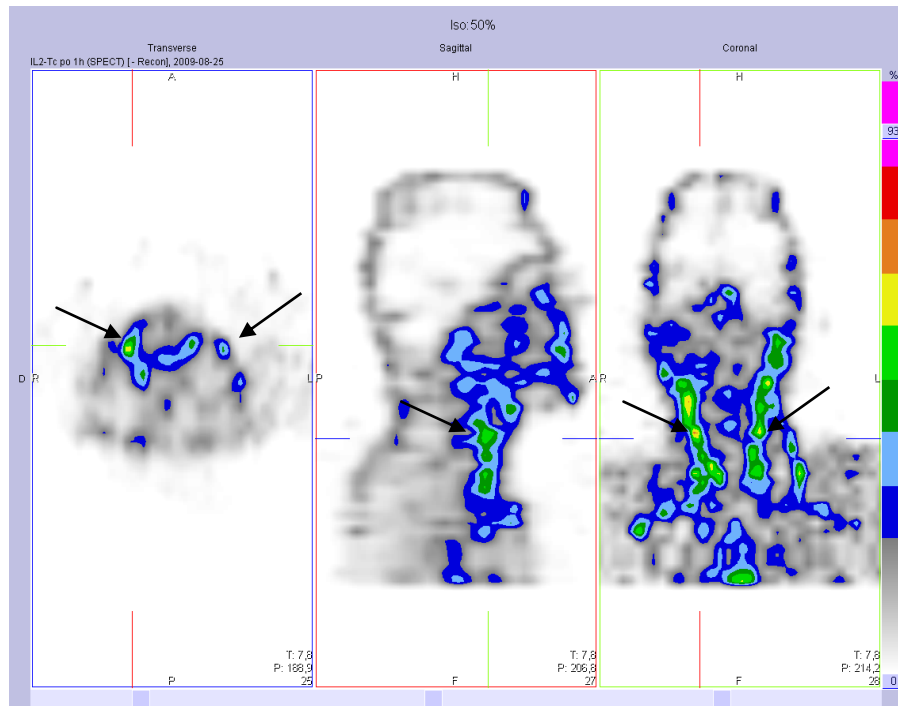 Iso:50%
Transverse
Sagittal
Coronal
IL2-Tc po 1h (SPECT) [ - Recon], 2009-08-25
%
A
H
H
93
D
R
L
P
A
R
L
T: 7,8
P: 188,9
P
25
T: 7,8
P: 206,8
F
27
T: 7,8
P: 214,2
F
28
0